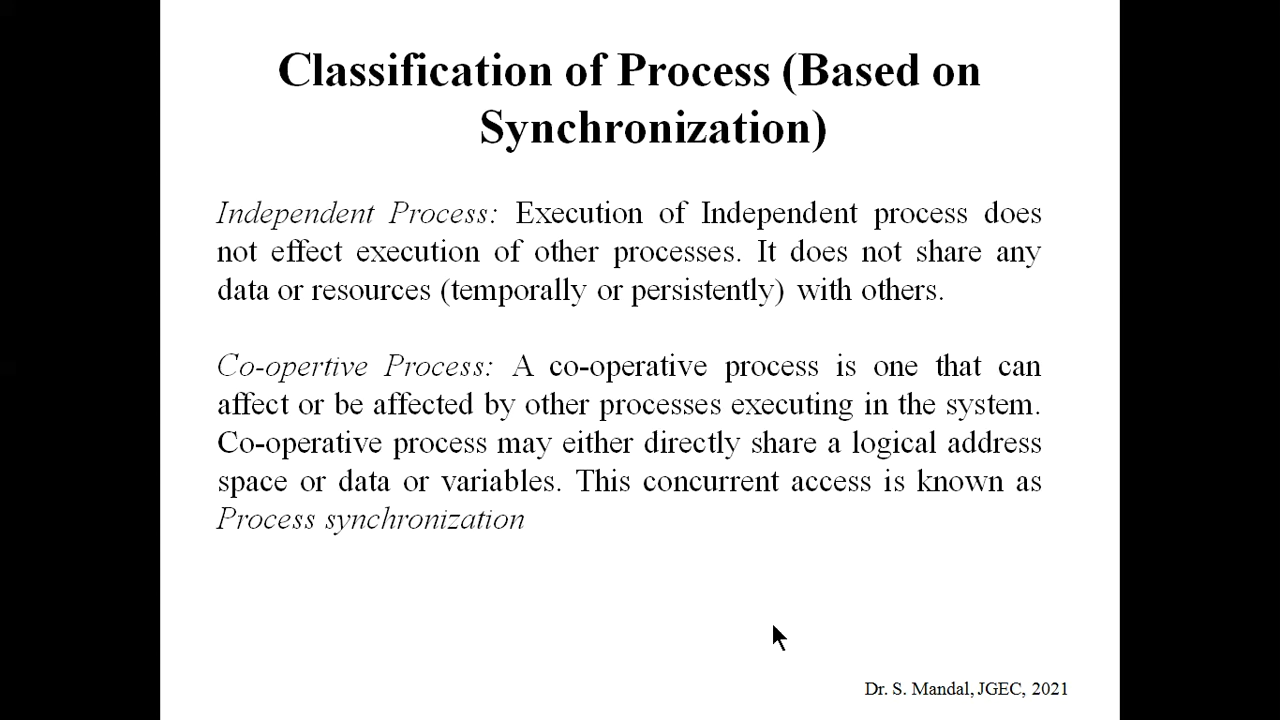 Classification of Process (Based on
Synchronization)
Independent Process: Execution of Independent process does
not effect execution of other processes. It does not share any
data or resources (temporally or persistently) with others.
Co-opertive Process: A co-operative process is one that can
affect or be affected by other processes executing in the system.
Co-operative process may either directly share a logical address
space or data or variables. This concurrent access is known as
Process synchronization
Dr. S. Mandal, JGEC, 2021